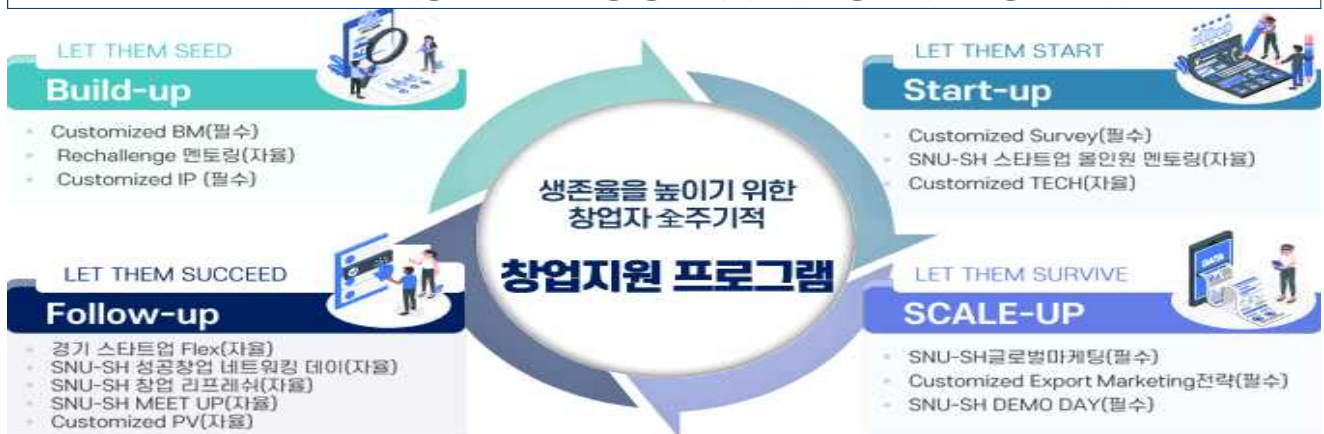 LET THEM SEED
Build-up
Customized BM(필수)
Rechallenge 멘토링(자율)
Customized IP (필수)
LET THEM START
Start-up
Customized Survey(필수)
SNU-SH 스타트업 올인원 멘토링(자율)
Customized TECH(자율)
생존율을 높이기 위한
창업자 全주기적
창업지원 프로그램
LET THEM SUCCEED
Follow-up
경기 스타트업 Flex(자율)
SNU-SH 성공창업 네트워킹 데이(자율)
SNU-SH 창업 리프레쉬(자율)
SNU-SH MEET UP(자율)
Customized PV(자율)
LET THEM SURVIVE
SCALE-UP
SNU-SH글로벌마케팅(필수)
Customized Export Marketing전략(필수)
SNU-SH DEMO DAY(필수)
DATA